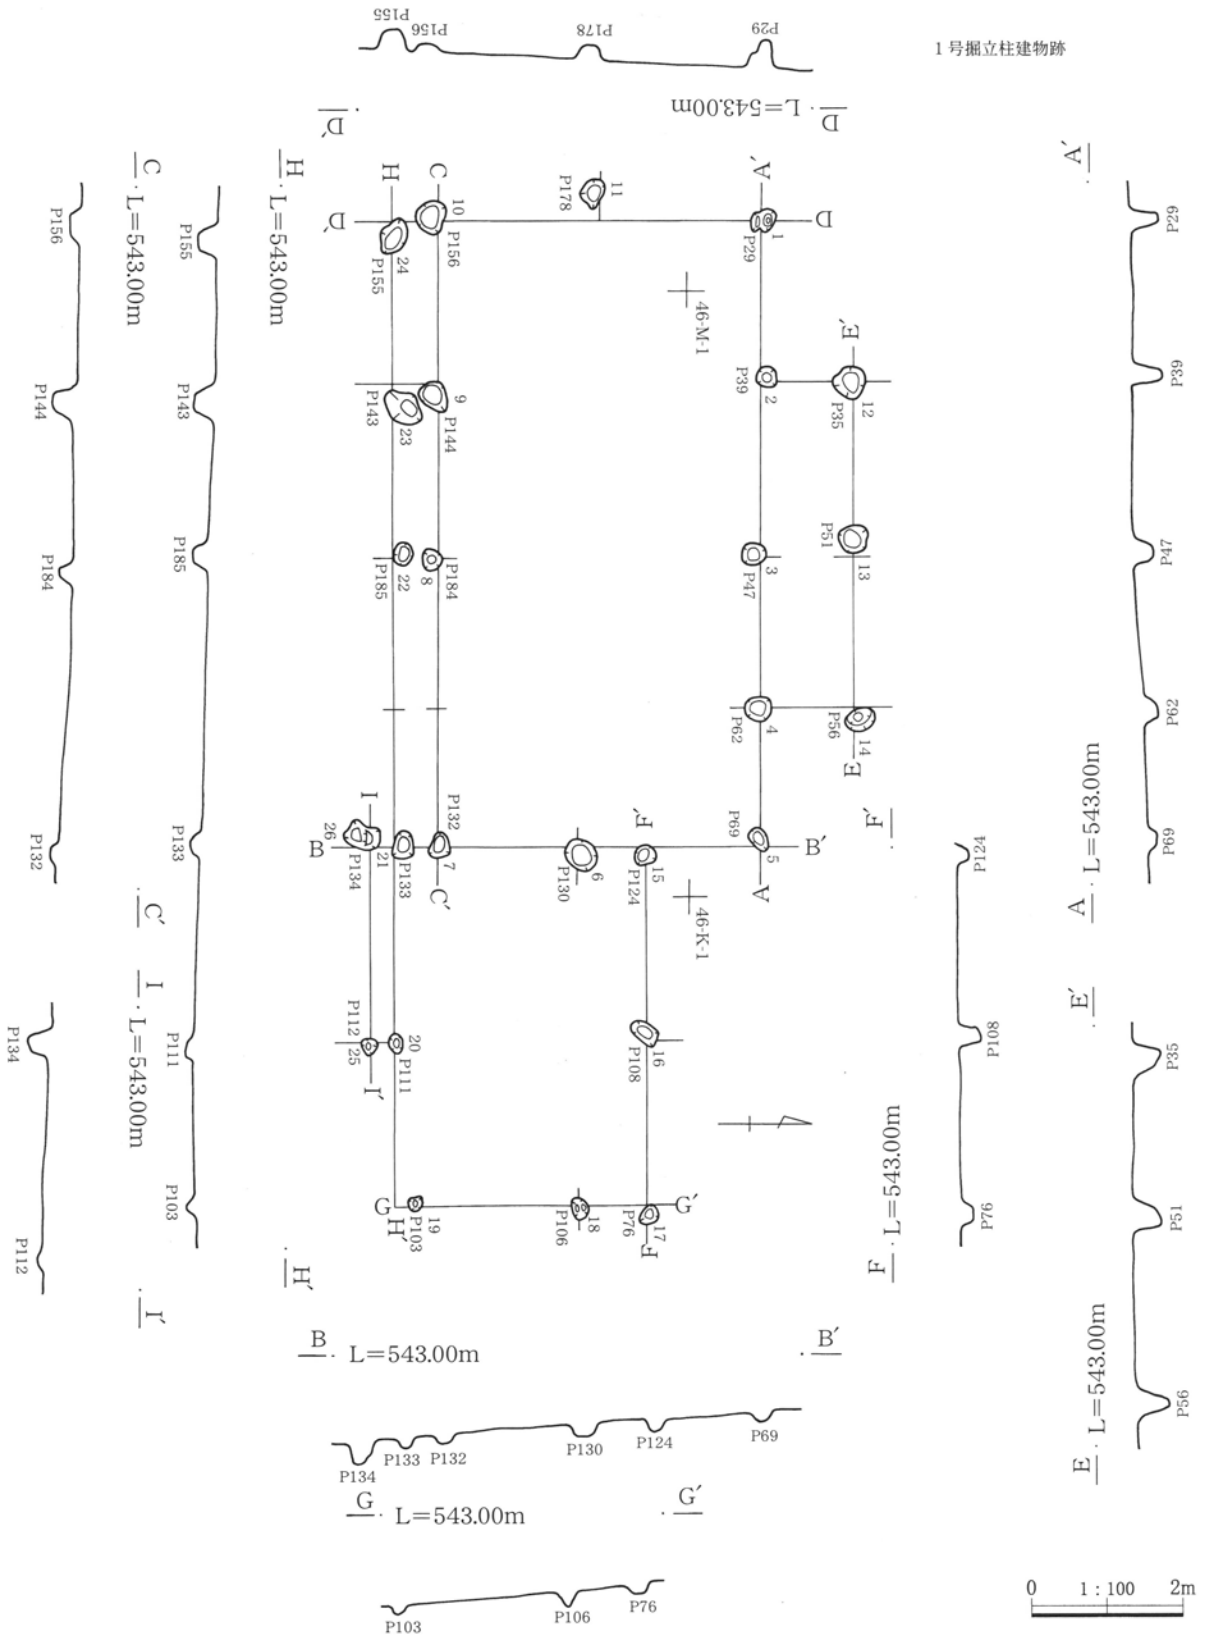 1号掘立柱建物跡
P155
P156
P178
P29
D′
L=543.00m
D
C
L=543.00m
H
L=543.00m
A′
P156
P144
P184
P132
C′
P155
P143
P185
P133
P111
P103
H′
I
L=543.00m
P134
P112
I′
H
C
A′
D′
D
10
P156
24
P155
11
P178
1
P29
46-M-1
E′
9
P144
23
P143
2
P39
12
P35
8
P184
22
P185
3
P47
13
P51
4
P62
14
P56
E
I
B
26
P134
21
P133
P132
7
C′
6
P130
F′
15
P124
P69
5
B′
A
46-K-1
P112
25
I′
20
P111
16
P108
G
H′
19
P103
18
P106
17
P76
G′
F
P29
P39
P47
P62
P69
A
L=543.00m
F′
P124
P108
P76
F
L=543.00m
E′
P35
P51
P56
E
L=543.00m
B
L=543.00m
B′
P134
P133
P132
P130
P124
P69
G
L=543.00m
G′
P103
P106
P76
0
1：100
2m